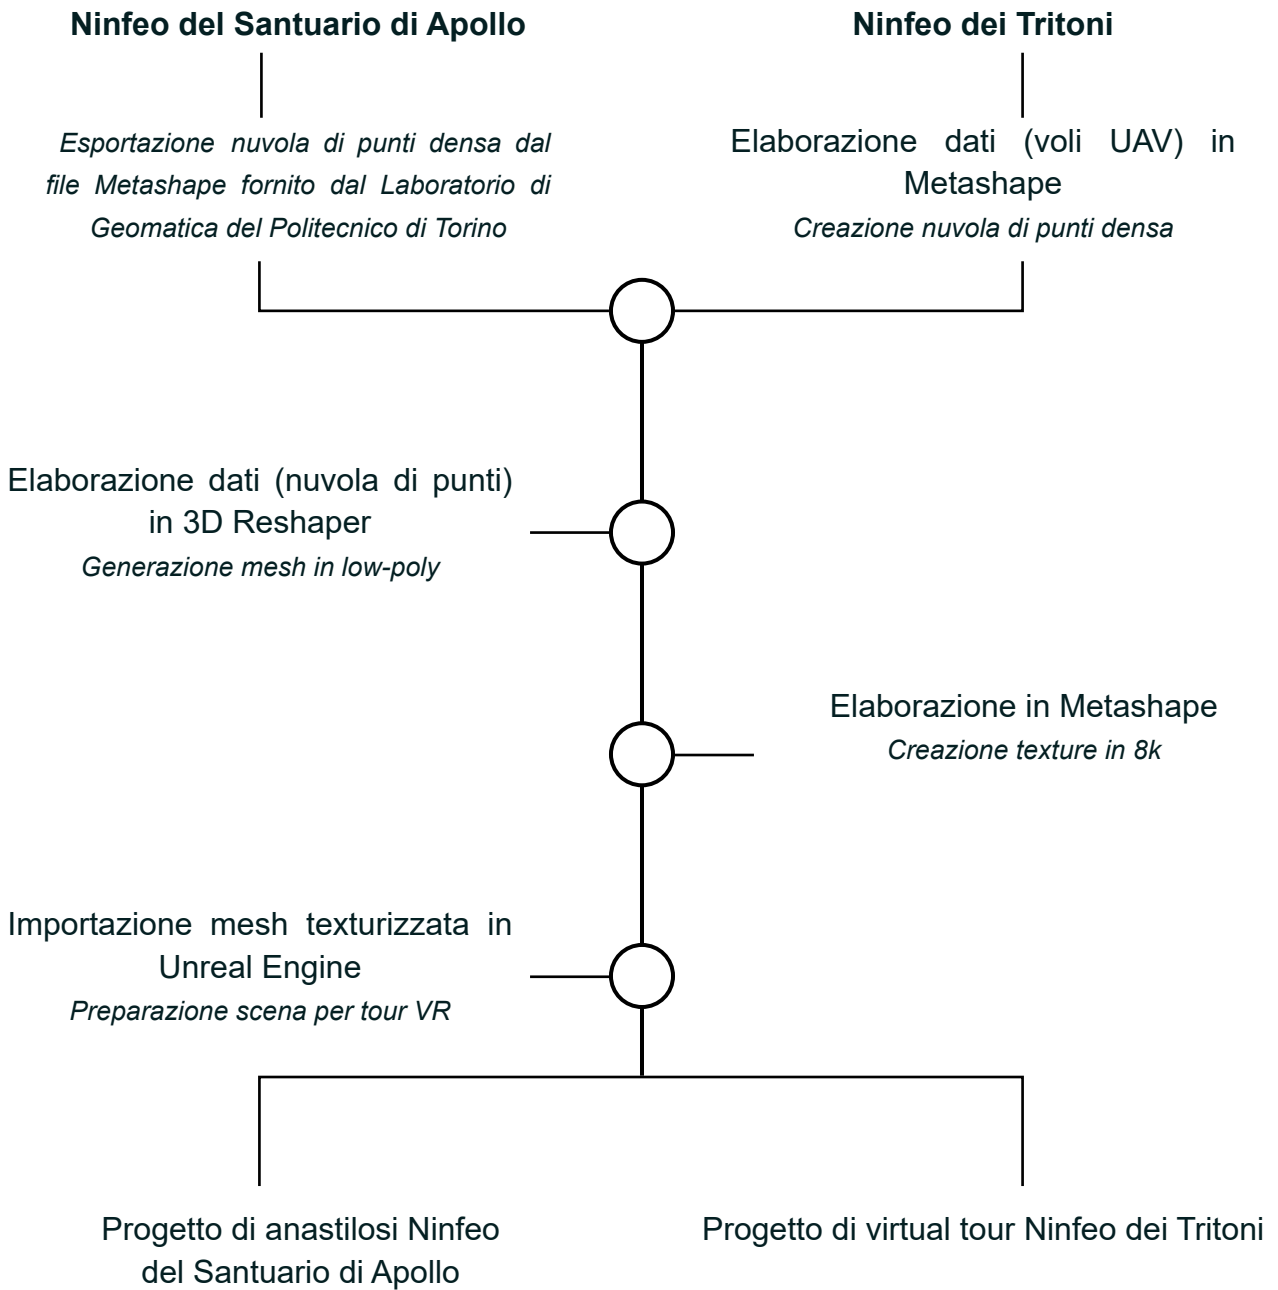 Ninfeo del Santuario di Apollo
Ninfeo dei Tritoni
Esportazione nuvola di punti densa dal
file Metashape fornito dal Laboratorio di
Geomatica del Politecnico di Torino
Elaborazione dati (voli UAV) in
Metashape
Creazione nuvola di punti densa
Elaborazione dati (nuvola di punti)
in 3D Reshaper
Generazione mesh in low-poly
Elaborazione in Metashape
Creazione texture in 8k
Importazione mesh texturizzata in
Unreal Engine
Preparazione scena per tour VR
Progetto di anastilosi Ninfeo
del Santuario di Apollo
Progetto di virtual tour Ninfeo dei Tritoni